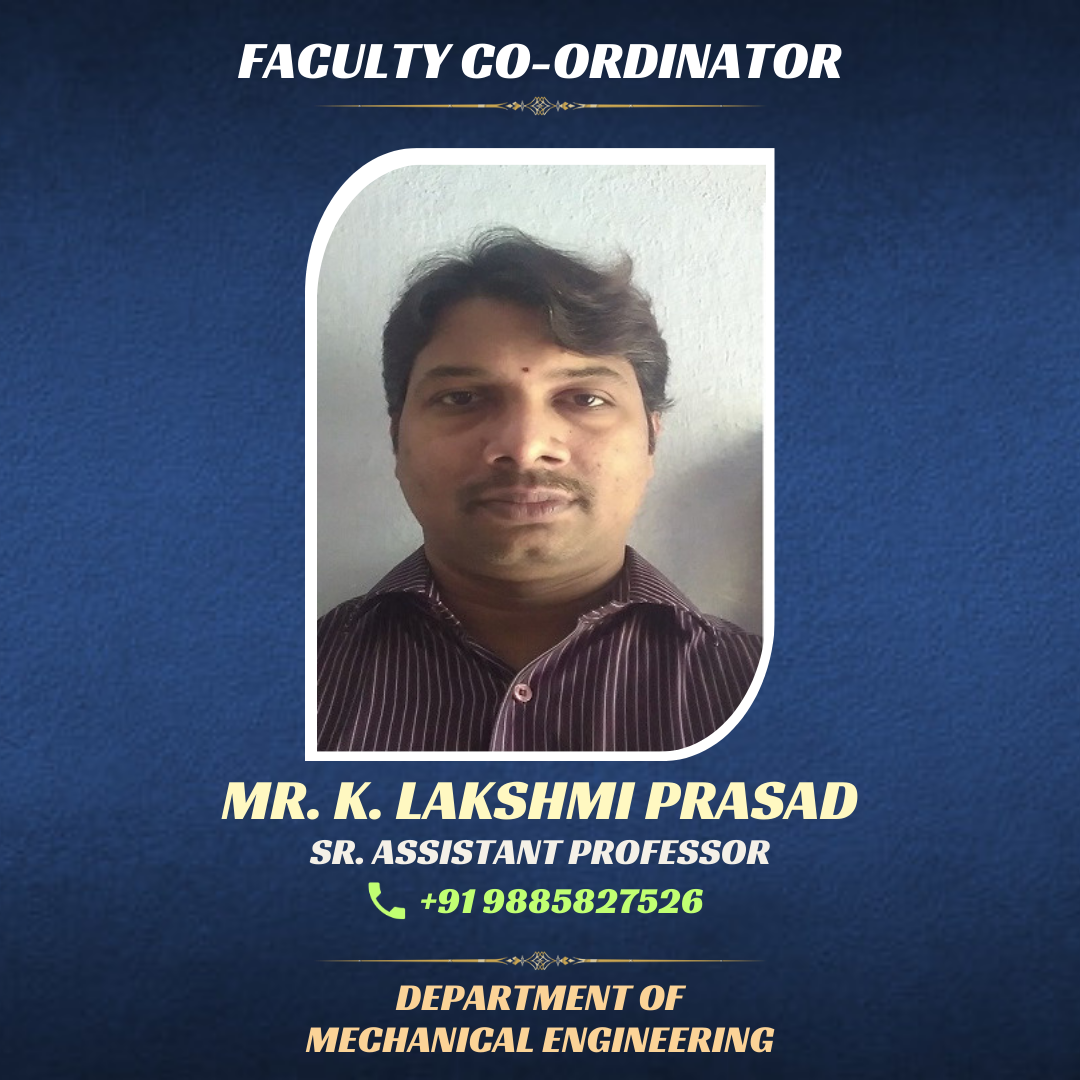 FACULTY CO-ORDINATOR
MR. K. LAKSHMI PRASAD
SR. ASSISTANT PROFESSOR
+91 9885827526
DEPARTMENT OF
MECHANICAL ENGINEERING